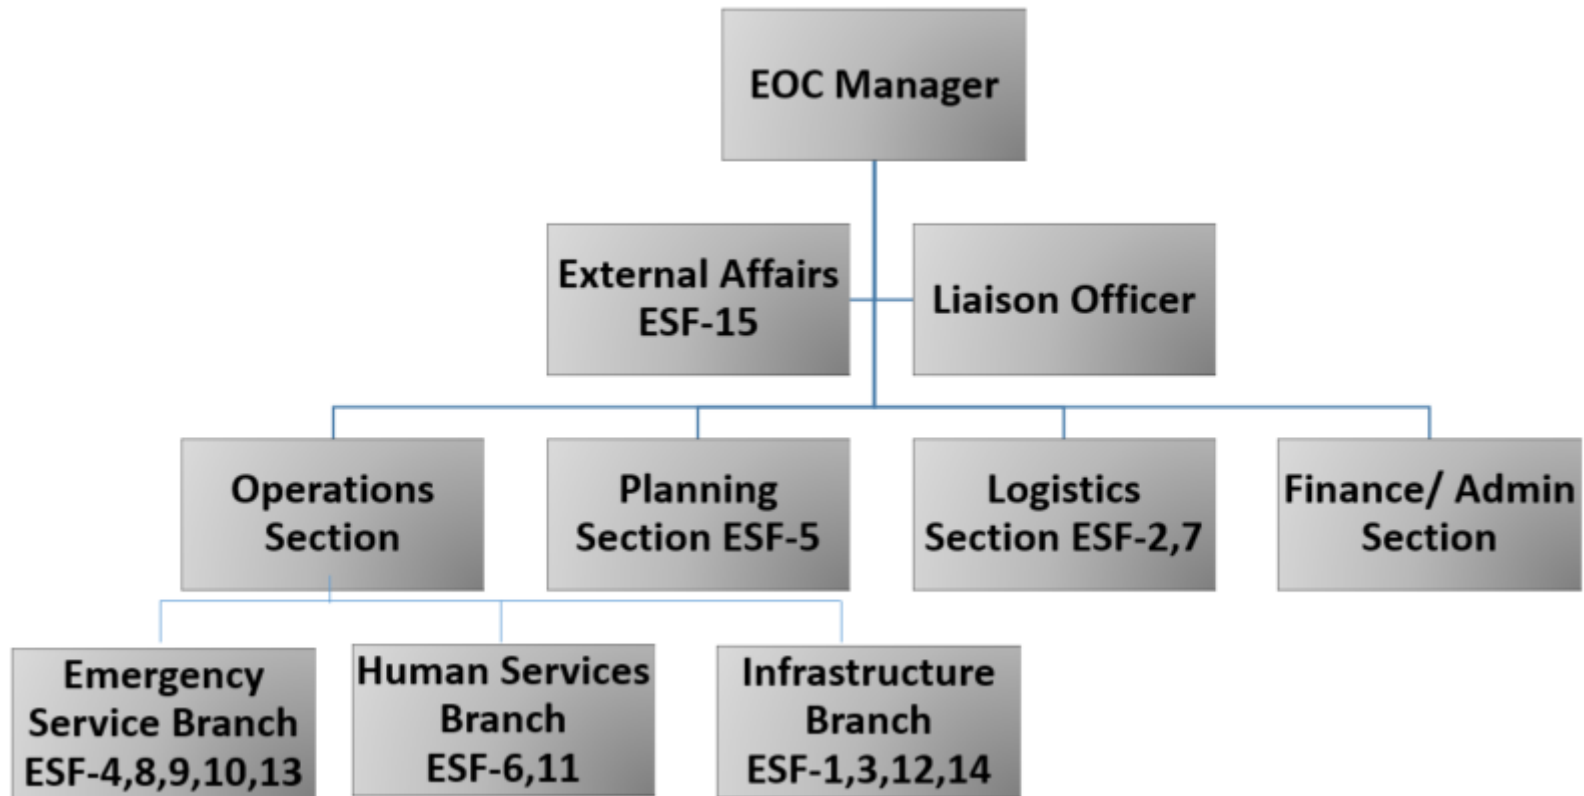 EOC Manager
External Affairs
ESF-15
Liaison Officer
Operations
Section
Planning
Section ESF-5
Logistics
Section ESF-2,7
Finance/ Admin
Section
Emergency
Service Branch
ESF-4,8,9,10,13
Human Services
Branch
ESF-6,11
Infrastructure
Branch
ESF-1,3,12,14